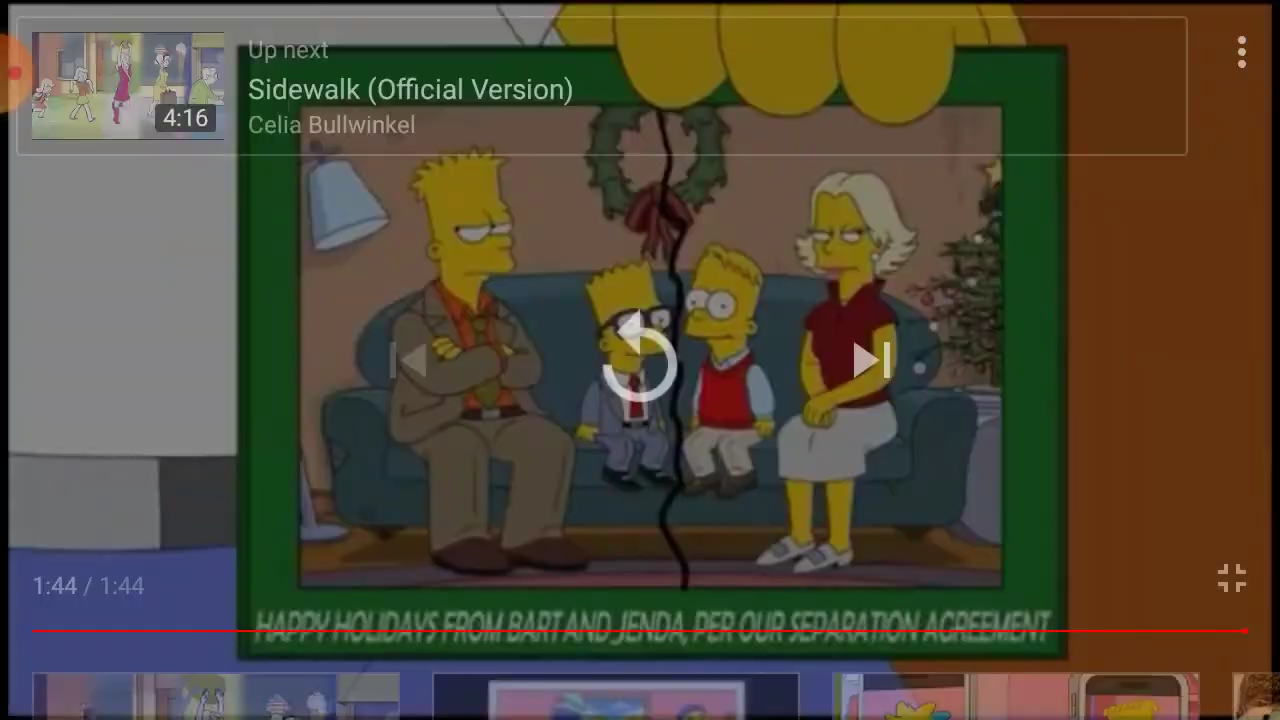 Up next
Sidewalk (Official Version)
Celia Bullwinkel
4:16
1:44 / 1:44
HAPPY HOLIDAYS FROM BART AND JENDA, PER OUR SEPARATION AGREEMENT